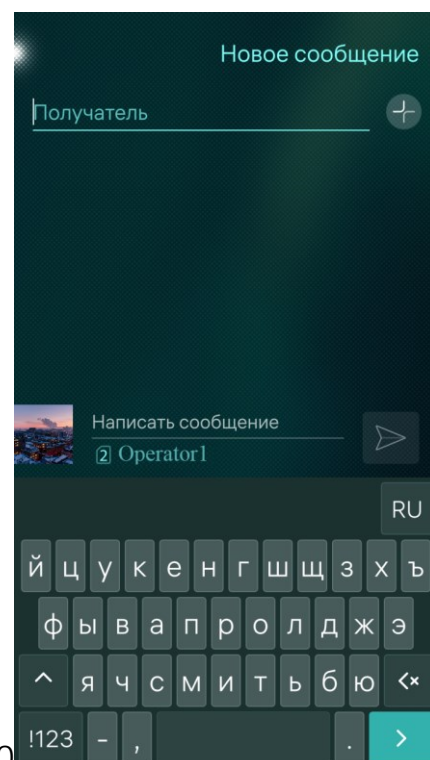 Новое сообщение
Получатель
Написать сообщение
2 Operator1
RU
й ц у к е н г ш щ з х ъ
ф ы в а п р о л д ж э
я ч с м и т ь б ю
!123 - , .